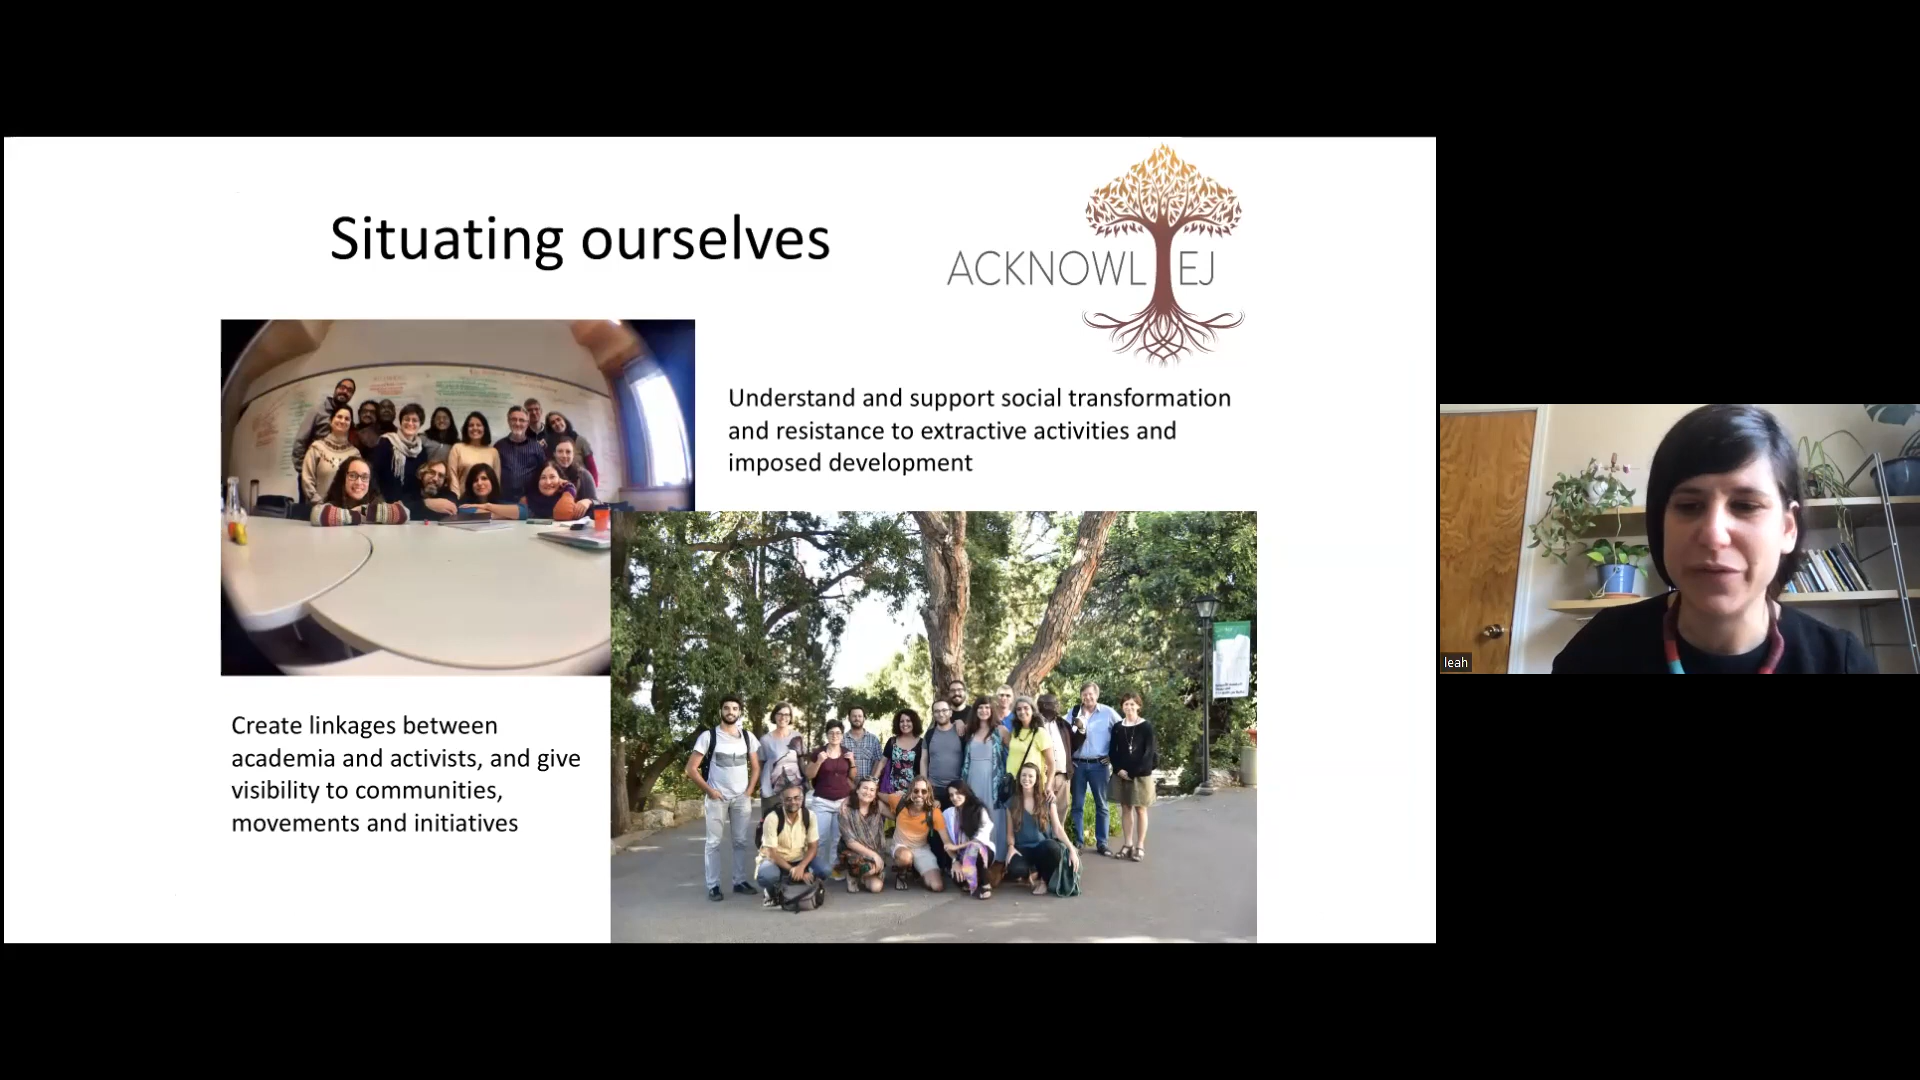 Situating ourselves
ACKNOWL EJ
Understand and support social transformation
and resistance to extractive activities and
imposed development
Create linkages between
academia and activists, and give
visibility to communities,
movements and initiatives
leah